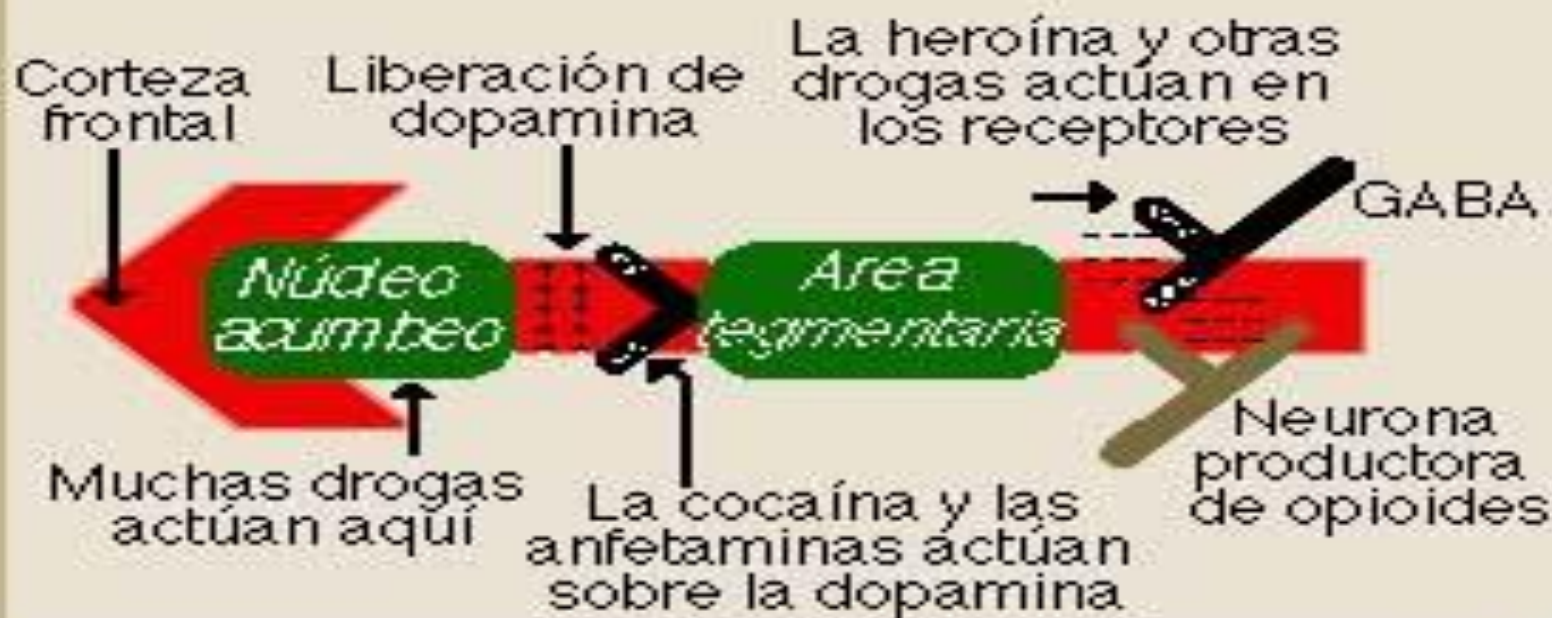 Corteza
frontal
Liberación de
dopamina
La heroína y otras
drogas actúan en
los receptores
GABA
Núcleo
acumbeo
Area
tegmentaria
Muchas drogas
actúan aquí
La cocaína y las
anfetaminas actúan
sobre la dopamina
Neurona
productora
de opioides